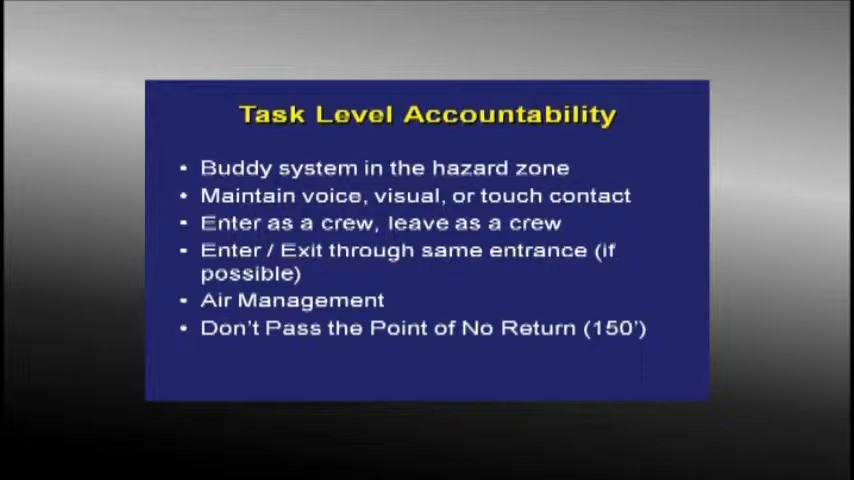 Task Level Accountability
• Buddy system in the hazard zone
• Maintain voice, visual, or touch contact
• Enter as a crew, leave as a crew
• Enter / Exit through same entrance (if
possible)
• Air Management
• Don't Pass the Point of No Return (150')